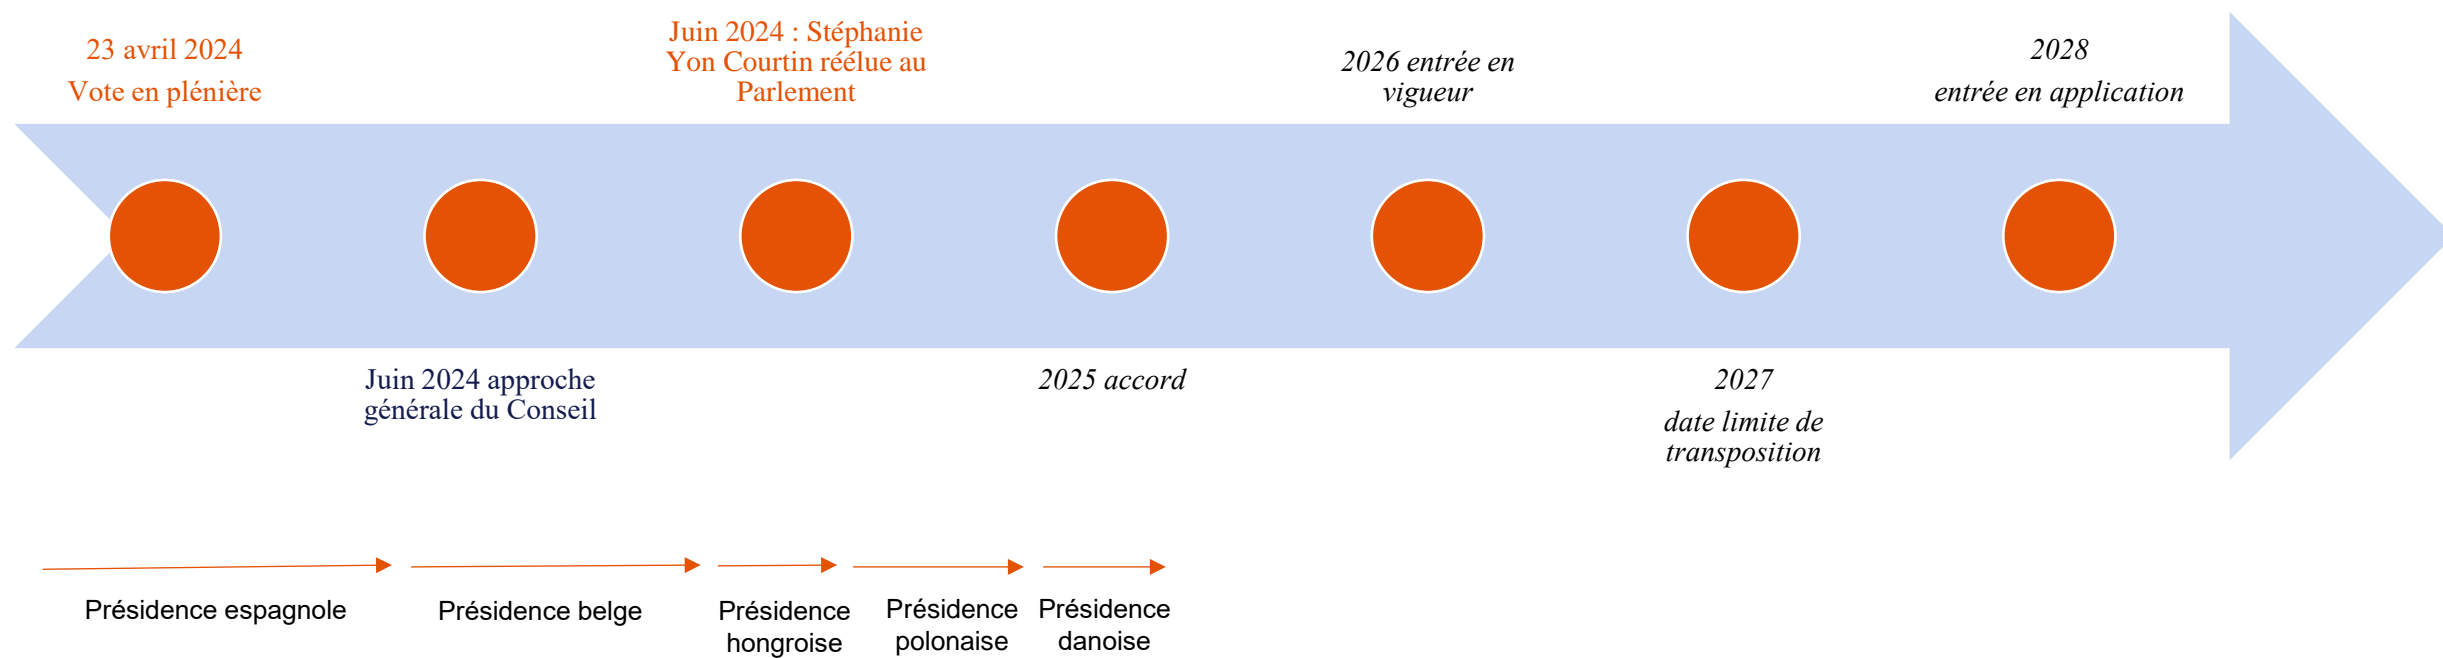 23 avril 2024
Vote en plénière
Juin 2024 : Stéphanie
Yon Courtin réélue au
Parlement
2026 entrée en
vigueur
2028
entrée en application
Juin 2024 approche
générale du Conseil
2025 accord
2027
date limite de
transposition
Présidence espagnole
Présidence belge
Présidence
hongroise
Présidence
polonaise
Présidence
danoise